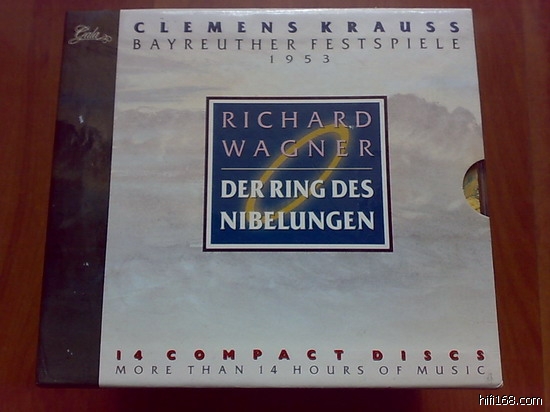 Gala
CLEMENS KRAUSS
BAYREUTHER FESTSPIELE
1953
RICHARD
WAGNER
DER RING DES
NIBELUNGEN
14 COMPACT DISCS
MORE THAN 14 HOURS OF MUSIC
hifi168.com